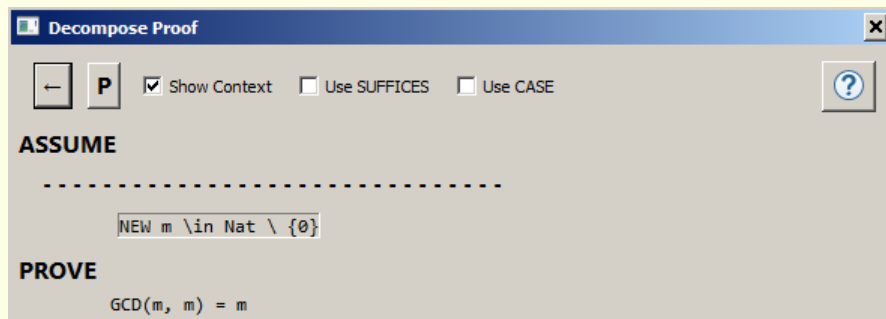 Decompose Proof
← P Show Context Use SUFFICES Use CASE ?
ASSUME
- - - - - - - - - - - - - - - - - - - - - - - - - - - - - - -
NEW m \in Nat \ {0}
PROVE
GCD(m, m) = m